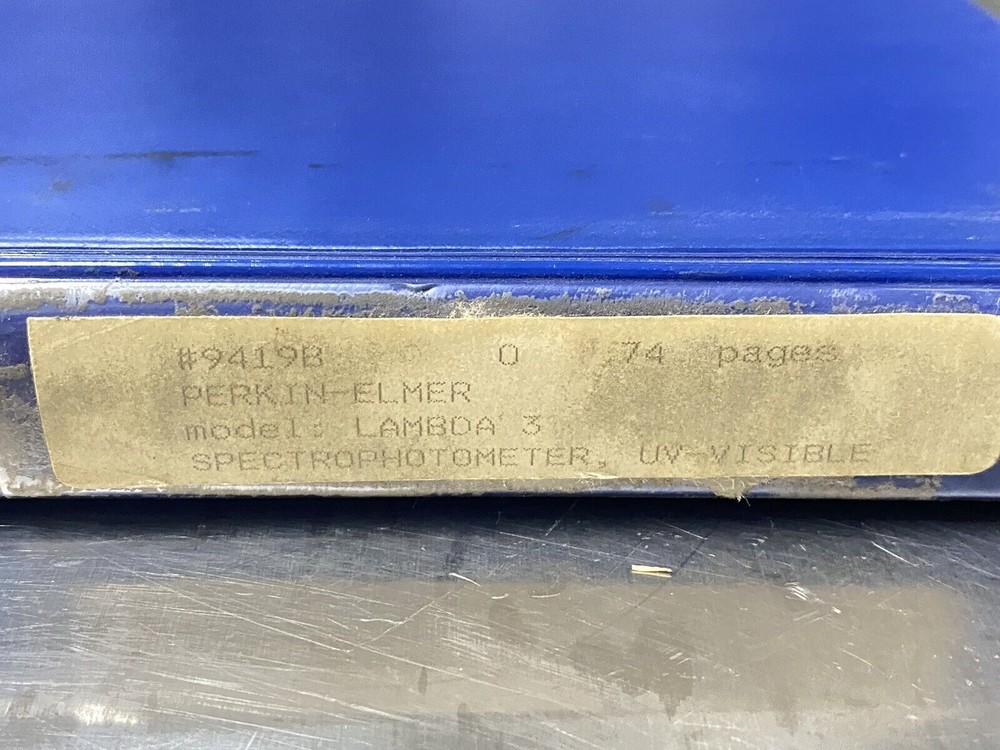 #9419B 0 74 pages
PERKIN-ELMER
model: LAMBDA 3
SPECTROPHOTOMETER, UV-VISIBLE